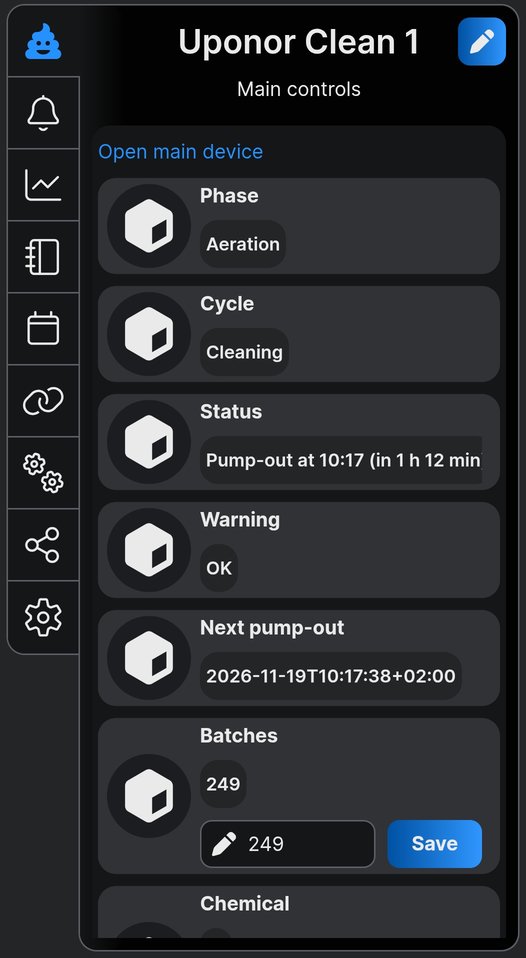 Uponor Clean 1
Main controls
Open main device
Phase
Aeration
Cycle
Cleaning
Status
Pump-out at 10:17 (in 1 h 12 min
Warning
OK
Next pump-out
2026-11-19T10:17:38+02:00
Batches
249
249
Save
Chemical